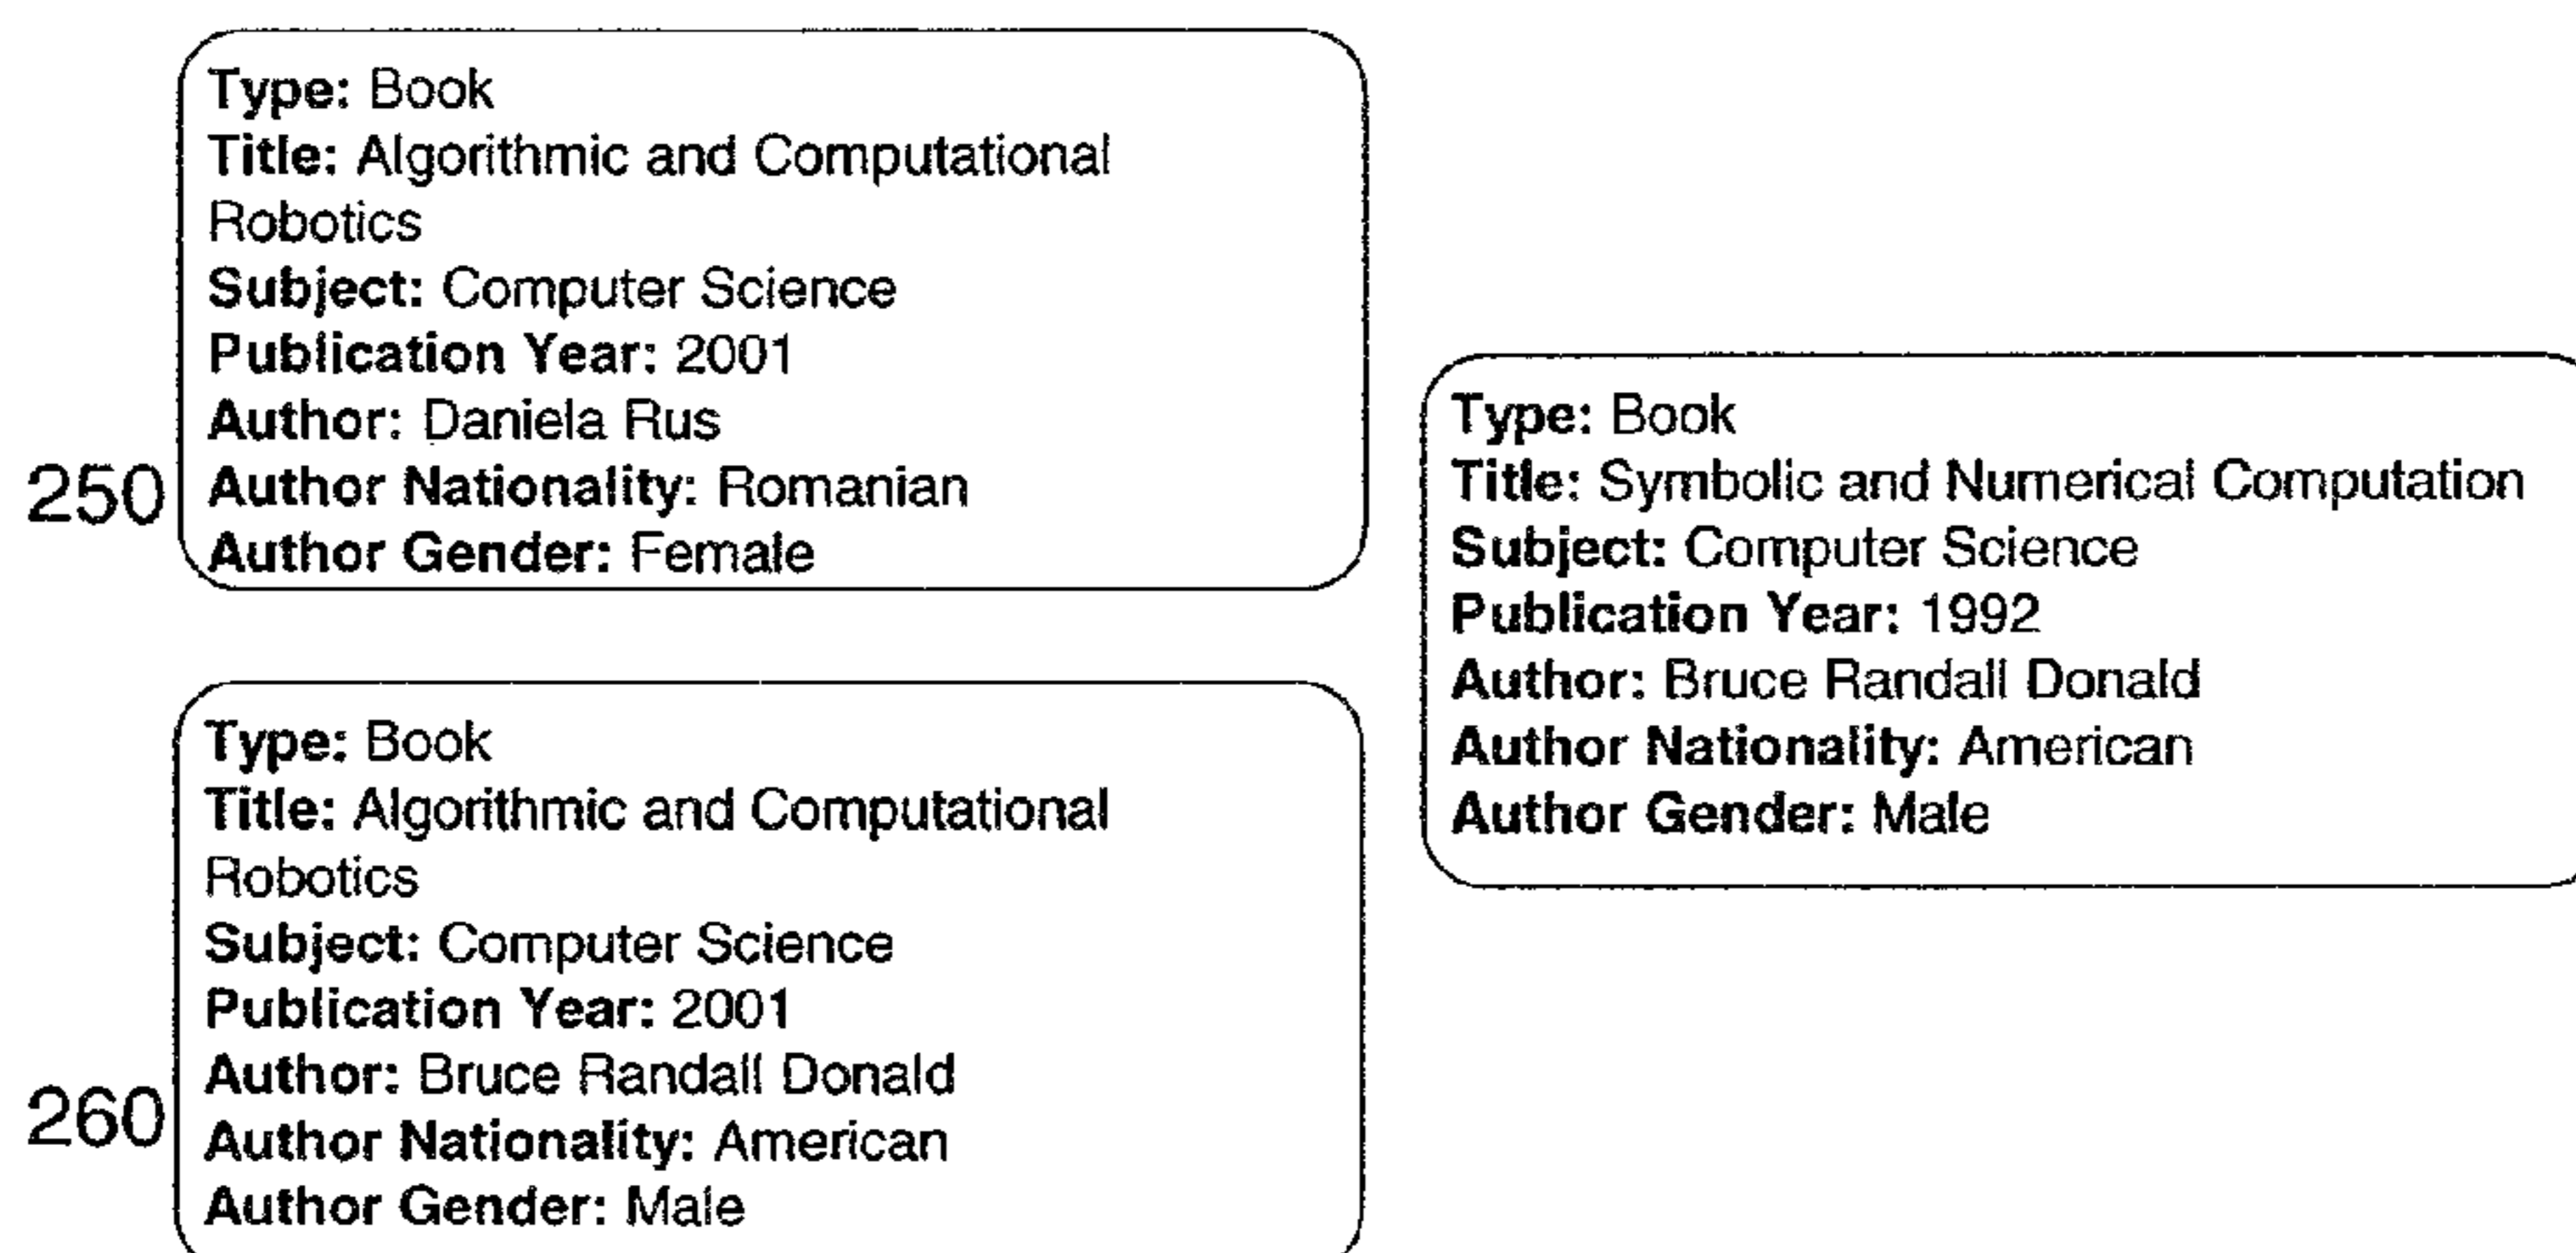 Type: Book
Title: Algorithmic and Computational
Robotics
Subject: Computer Science
Publication Year: 2001
Author: Daniela Rus
250 Author Nationality: Romanian
Author Gender: Female
Type: Book
Title: Algorithmic and Computational
Robotics
Subject: Computer Science
Publication Year: 2001
Author: Bruce Randall Donald
260 Author Nationality: American
Author Gender: Male
Type: Book
Title: Symbolic and Numerical Computation
Subject: Computer Science
Publication Year: 1992
Author: Bruce Randall Donald
Author Nationality: American
Author Gender: Male